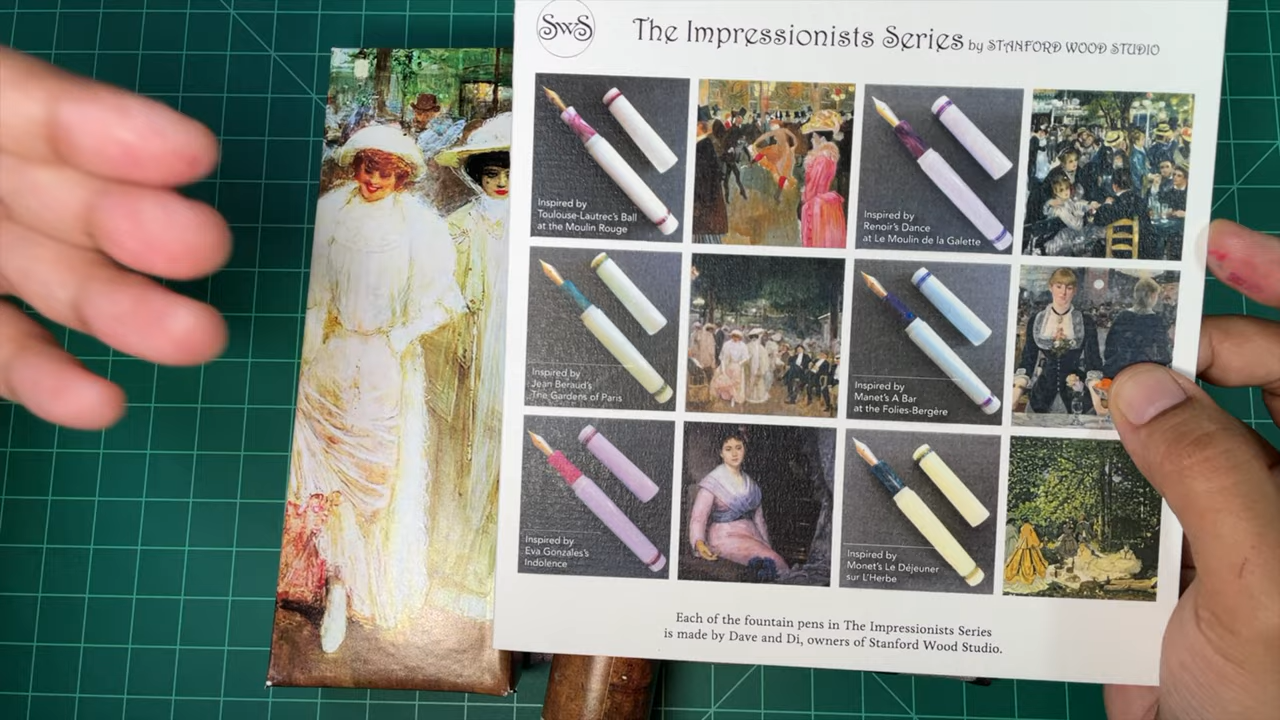 SWS
The Impressionists Series by STANFORD WOOD STUDIO
Inspired by
Toulouse-Lautrec's Ball
at the Moulin Rouge
Inspired by
Renoir's Dance
at Le Moulin de la Galette
Inspired by
Jean Beraud's
The Gardens of Paris
Inspired by
Manet's A Bar
at the Folies-Bergère
Inspired by
Eva Gonzales's
Indolence
Inspired by
Monet's Le Déjeuner
sur L'Herbe
Each of the fountain pens in The Impressionists Series
is made by Dave and Di, owners of Stanford Wood Studio.